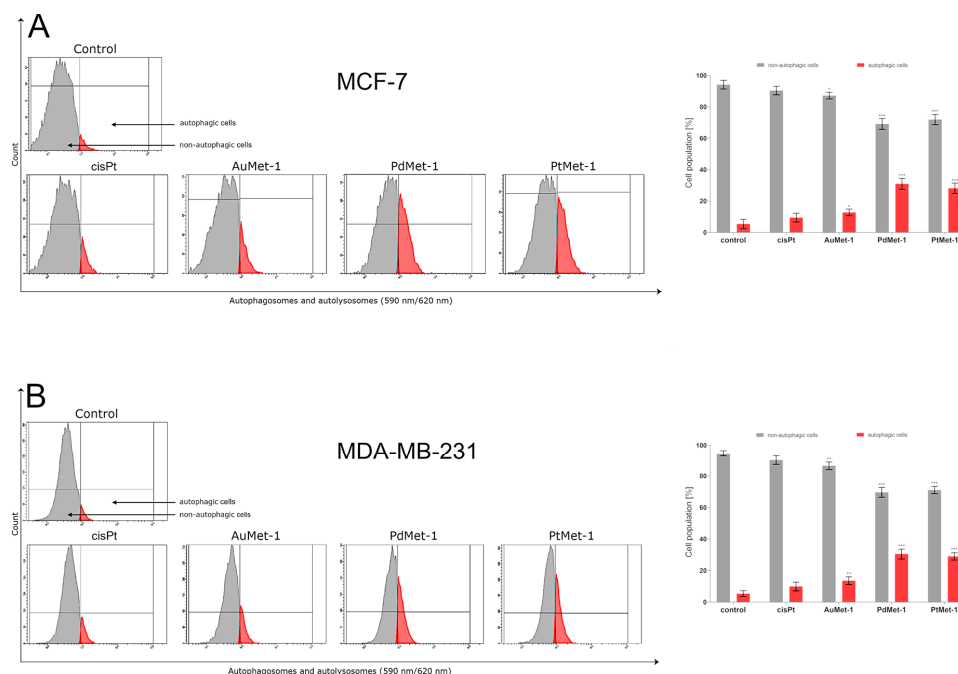 A
Control
MCF-7
autophagic cells
non-autophagic cells
Count
cisPt
AuMet-1
PdMet-1
PtMet-1
Autophagosomes and autolysosomes (590 nm/620 nm)
non-autophagic cells
autophagic cells
Cell population [%]
100
80
60
40
20
0
*
***
***
*
***
***
control
cisPt
AuMet-1
PdMet-1
PtMet-1
B
Control
MDA-MB-231
autophagic cells
non-autophagic cells
Count
cisPt
AuMet-1
PdMet-1
PtMet-1
Autophagosomes and autolysosomes (590 nm/620 nm)
non-autophagic cells
autophagic cells
Cell population [%]
100
80
60
40
20
0
**
***
***
**
***
***
control
cisPt
AuMet-1
PdMet-1
PtMet-1